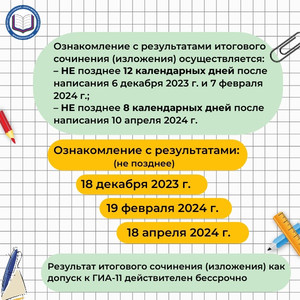 Ознакомление с результатами итогового
сочинения (изложения) осуществляется:
– НЕ позднее 12 календарных дней после
написания 6 декабря 2023 г. и 7 февраля
2024 г.;
– НЕ позднее 8 календарных дней после
написания 10 апреля 2024 г.
Ознакомление с результатами:
(не позднее)
18 декабря 2023 г.
19 февраля 2024 г.
18 апреля 2024 г.
Результат итогового сочинения (изложения) как
допуск к ГИА-11 действителен бессрочно